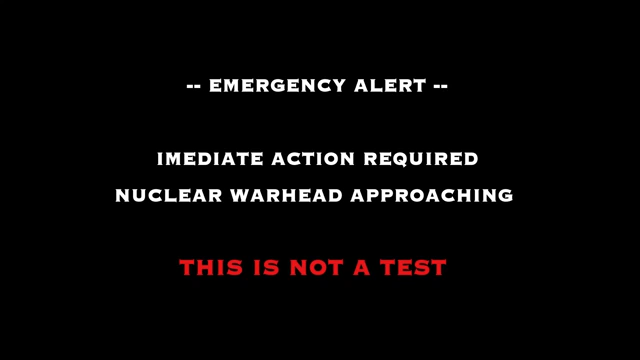 -- EMERGENCY ALERT --
IMEDIATE ACTION REQUIRED
NUCLEAR WARHEAD APPROACHING
THIS IS NOT A TEST